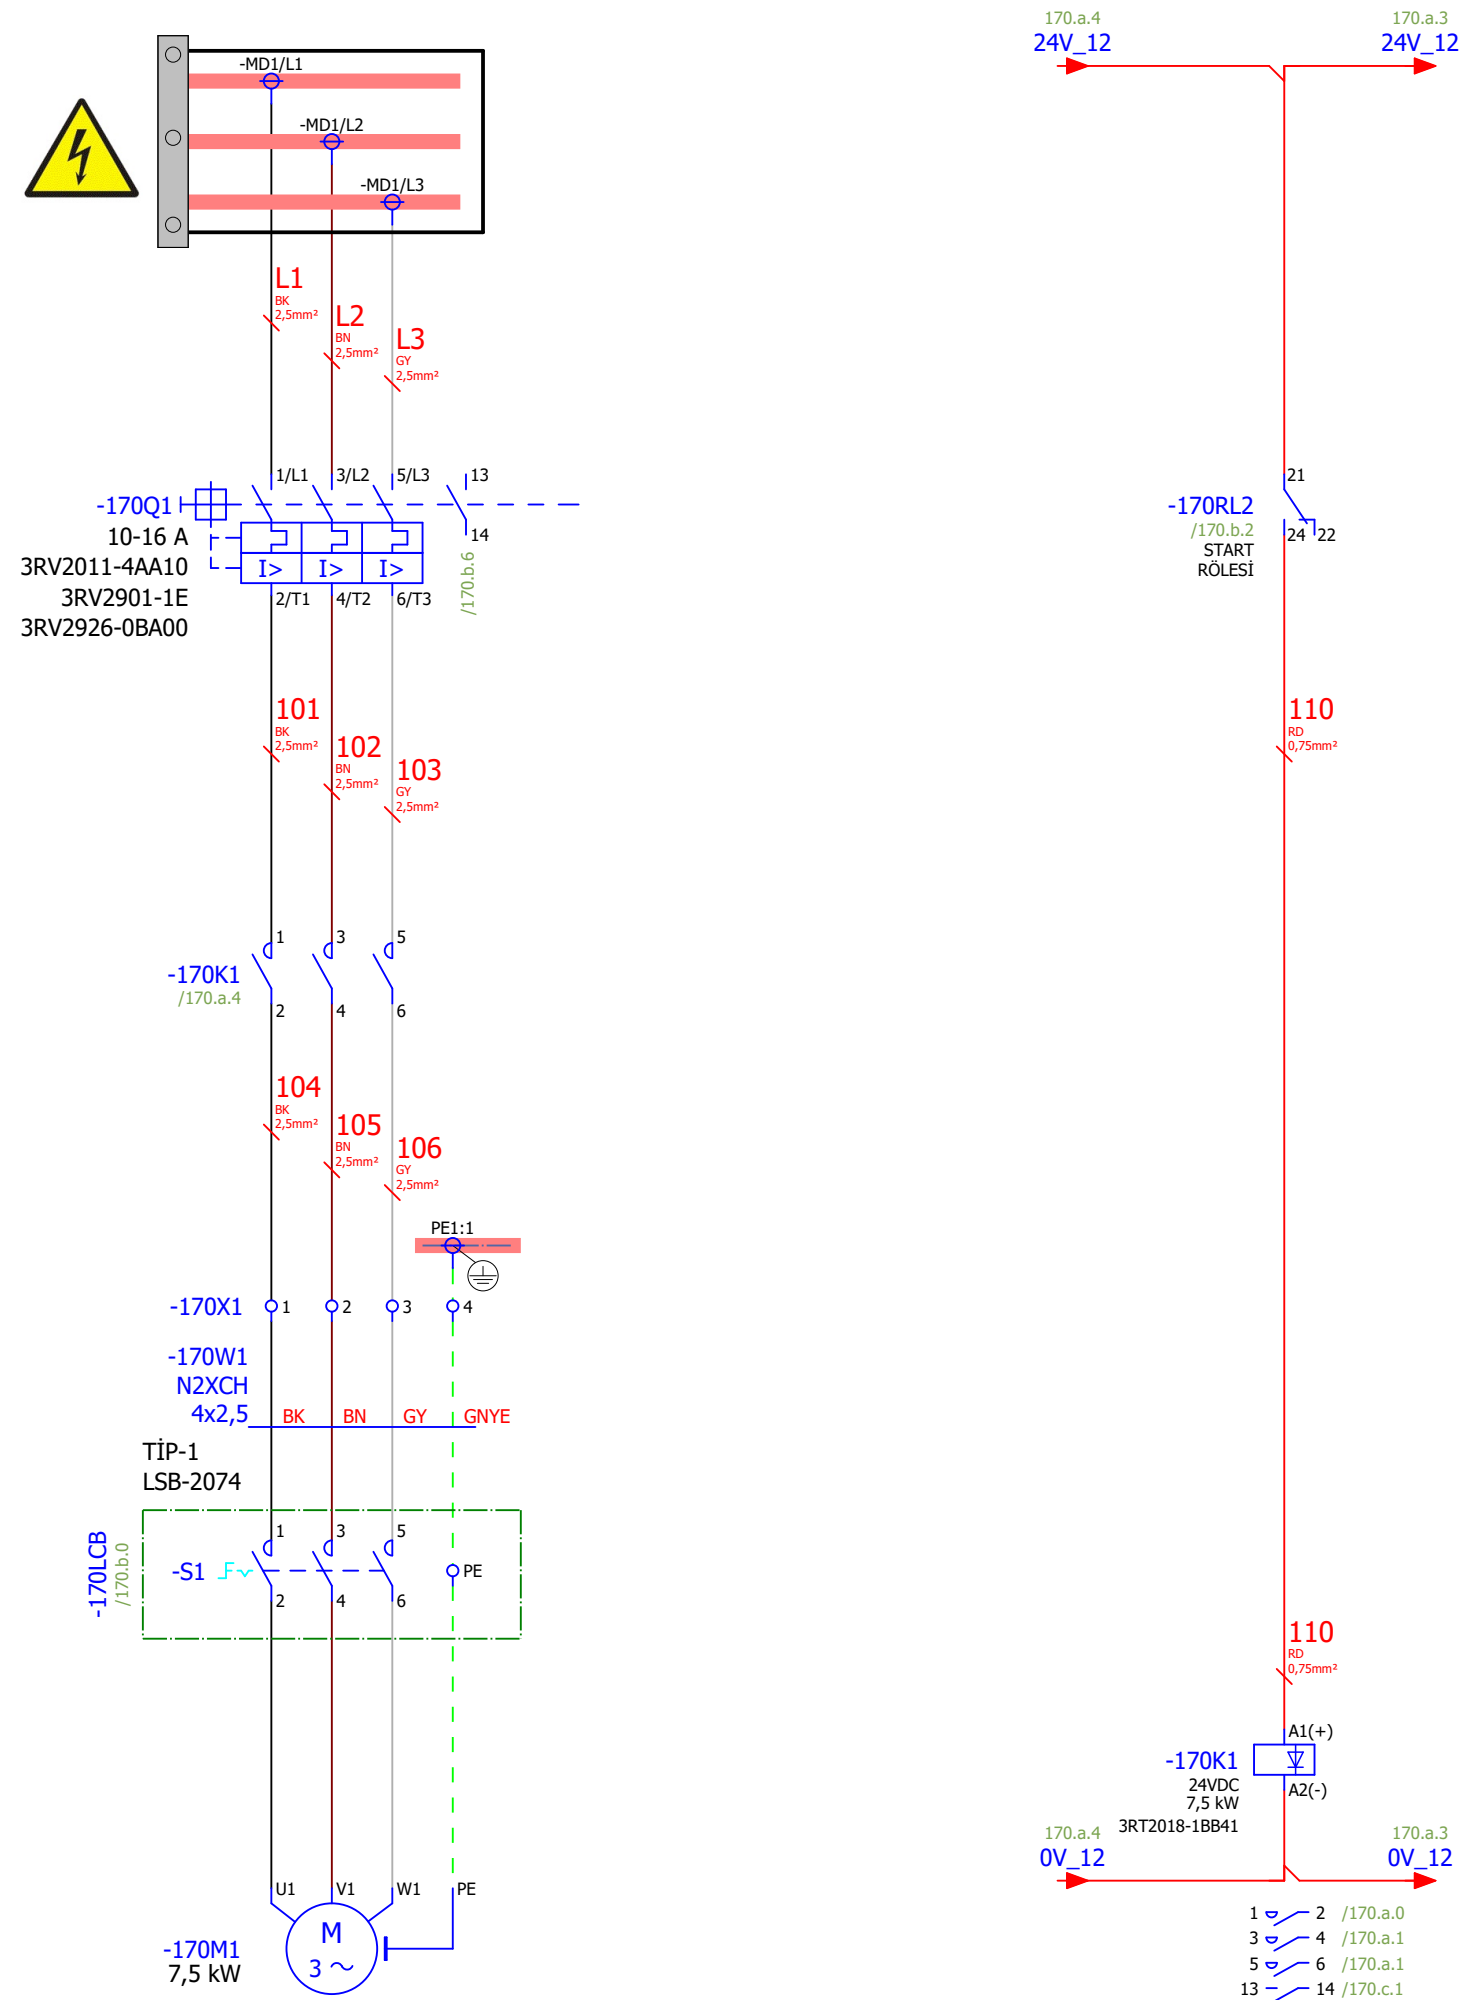 170.a.4
24V_12
170.a.3
24V_12
-MD1/L1
-MD1/L2
-MD1/L3
L1
BK
2,5mm²
L2
BN
2,5mm²
L3
GY
2,5mm²
-170Q1
10-16 A
3RV2011-4AA10
3RV2901-1E
3RV2926-0BA00
1/L1
3/L2
5/L3
13
14
I>
I>
I>
2/T1
4/T2
6/T3
/170.b.6
21
-170RL2
/170.b.2
START
RÖLESİ
24
22
101
BK
2,5mm²
102
BN
2,5mm²
103
GY
2,5mm²
110
RD
0,75mm²
1
3
5
-170K1
/170.a.4
2
4
6
104
BK
2,5mm²
105
BN
2,5mm²
106
GY
2,5mm²
PE1:1
-170X1
1
2
3
4
-170W1
N2XCH
4x2,5
BK
BN
GY
GNYE
TİP-1
LSB-2074
-170LCB
/170.b.0
-S1
1
3
5
2
4
6
PE
110
RD
0,75mm²
A1(+)
-170K1
24VDC
7,5 kW
3RT2018-1BB41
A2(-)
170.a.4
0V_12
170.a.3
0V_12
U1
V1
W1
PE
M
3
-170M1
7,5 kW
1 2 /170.a.0
3 4 /170.a.1
5 6 /170.a.1
13 14 /170.c.1